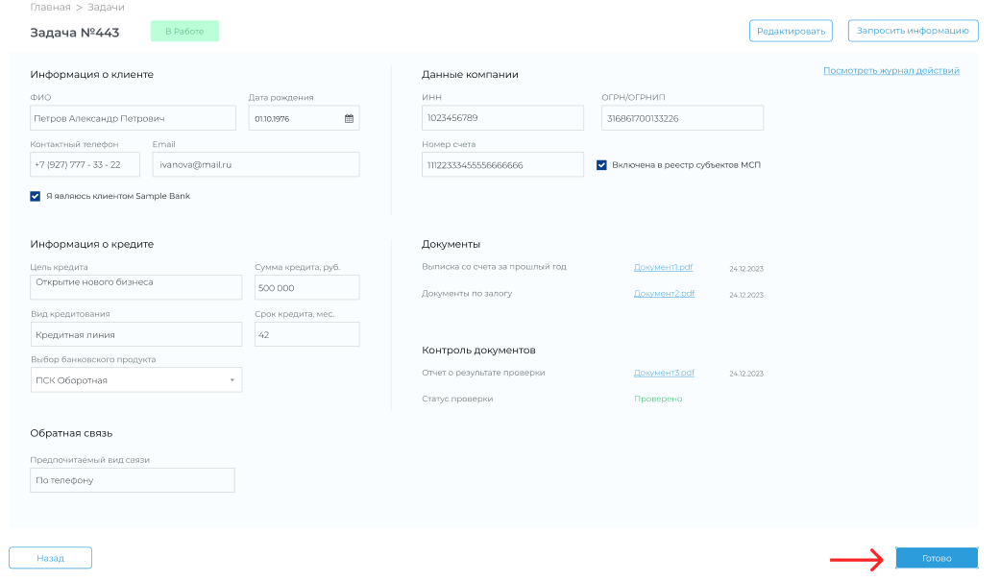 Главная > Задачи
Задача №443
В Работе
Редактировать
Запросить информацию
Информация о клиенте
ФИО
Дата рождения
Петров Александр Петрович
01.10.1976
Контактный телефон
Email
+7 (927) 777 - 33 - 22
ivanova@mail.ru
Я являюсь клиентом Sample Bank
Данные компании
Посмотреть журнал действий
ИНН
ОГРН/ОГРНИП
1023456789
316861700133226
Номер счета
11122333455556666666
Включена в реестр субъектов МСП
Информация о кредите
Цель кредита
Сумма кредита, руб.
Открытие нового бизнеса
500 000
Вид кредитования
Срок кредита, мес.
Кредитная линия
42
Выбор банковского продукта
ПСК Оборотная
Документы
Выписка со счета за прошлый год
Документ1.pdf
24.12.2023
Документы по залогу
Документ2.pdf
24.12.2023
Контроль документов
Отчет о результате проверки
Документ3.pdf
24.12.2023
Статус проверки
Проверено
Обратная связь
Предпочитаемый вид связи
По телефону
Назад
Готово